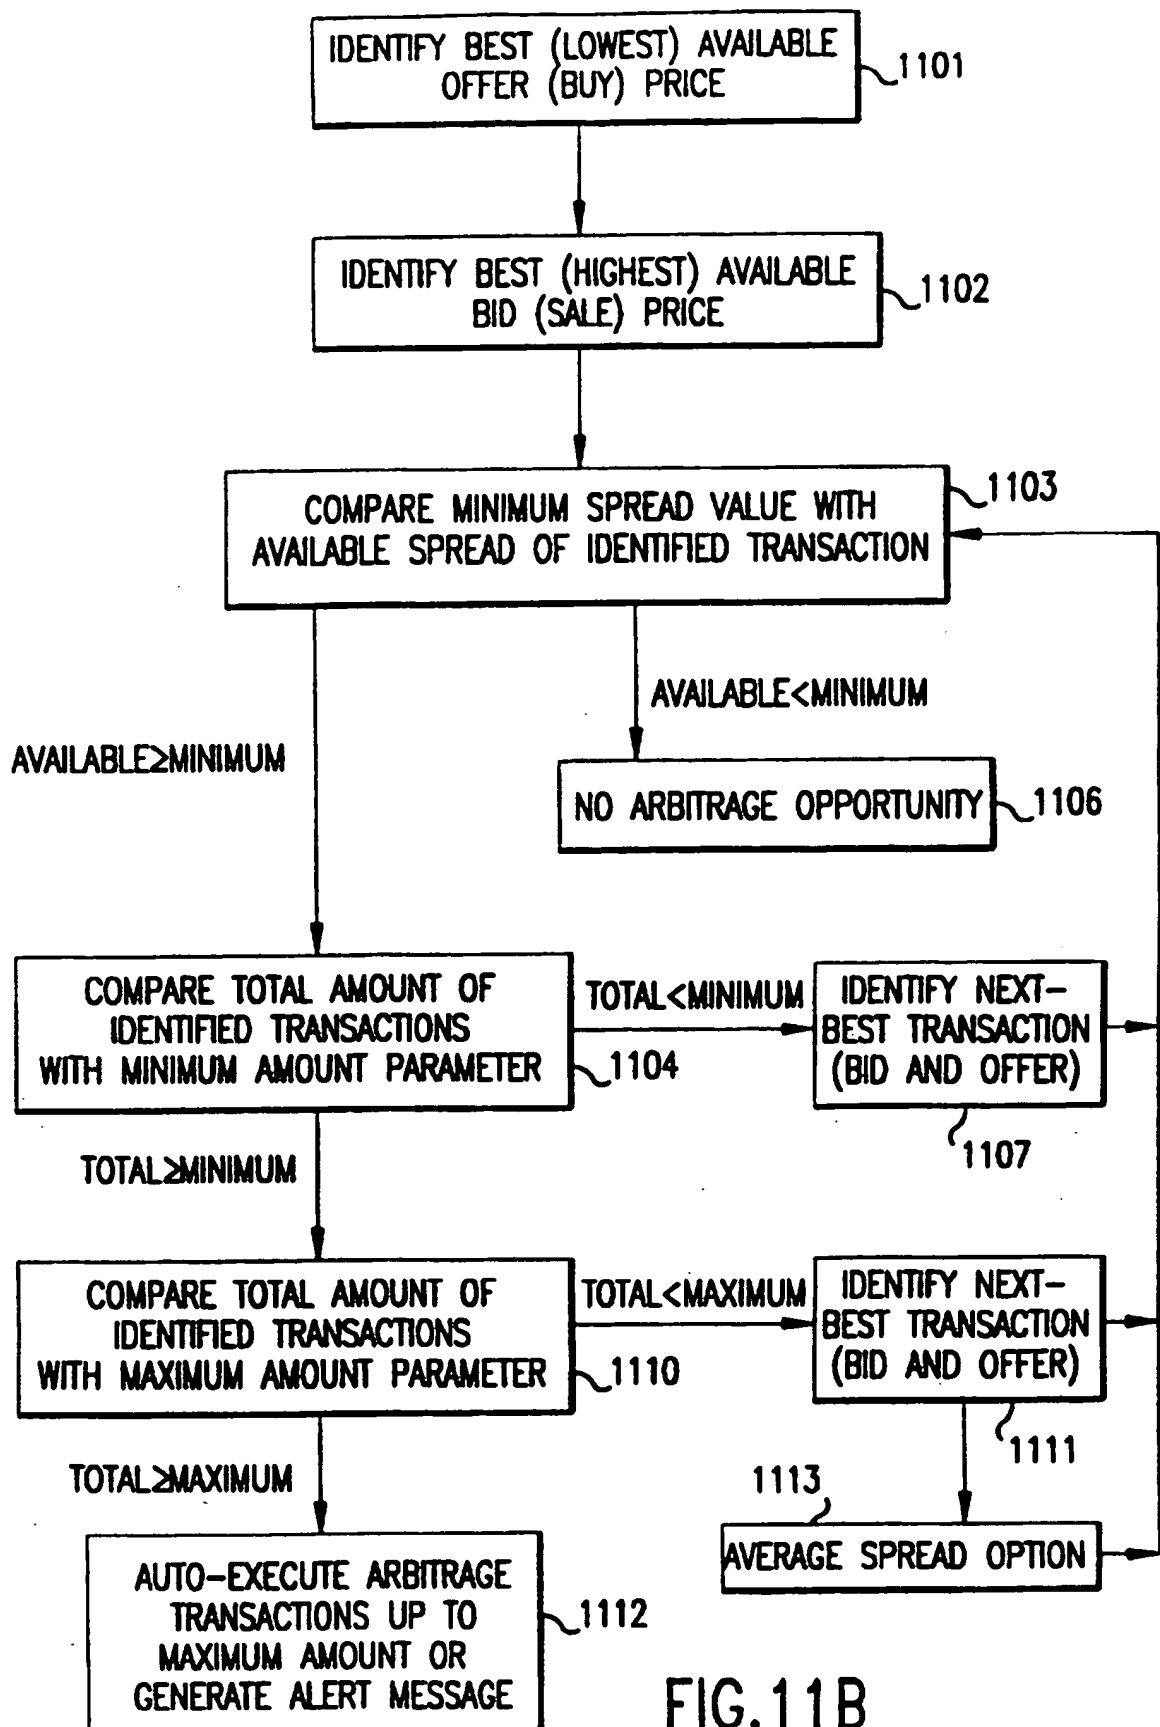 IDENTIFY BEST (LOWEST) AVAILABLE
OFFER (BUY) PRICE
1101
IDENTIFY BEST (HIGHEST) AVAILABLE
BID (SALE) PRICE
1102
COMPARE MINIMUM SPREAD VALUE WITH
AVAILABLE SPREAD OF IDENTIFIED TRANSACTION
1103
AVAILABLE<MINIMUM
AVAILABLE≥MINIMUM
NO ARBITRAGE OPPORTUNITY
1106
COMPARE TOTAL AMOUNT OF
IDENTIFIED TRANSACTIONS
WITH MINIMUM AMOUNT PARAMETER
1104
TOTAL<MINIMUM
IDENTIFY NEXT-
BEST TRANSACTION
(BID AND OFFER)
1107
TOTAL≥MINIMUM
COMPARE TOTAL AMOUNT OF
IDENTIFIED TRANSACTIONS
WITH MAXIMUM AMOUNT PARAMETER
1110
TOTAL<MAXIMUM
IDENTIFY NEXT-
BEST TRANSACTION
(BID AND OFFER)
1111
TOTAL≥MAXIMUM
1113
AVERAGE SPREAD OPTION
AUTO-EXECUTE ARBITRAGE
TRANSACTIONS UP TO
MAXIMUM AMOUNT OR
GENERATE ALERT MESSAGE
1112
FIG.11B